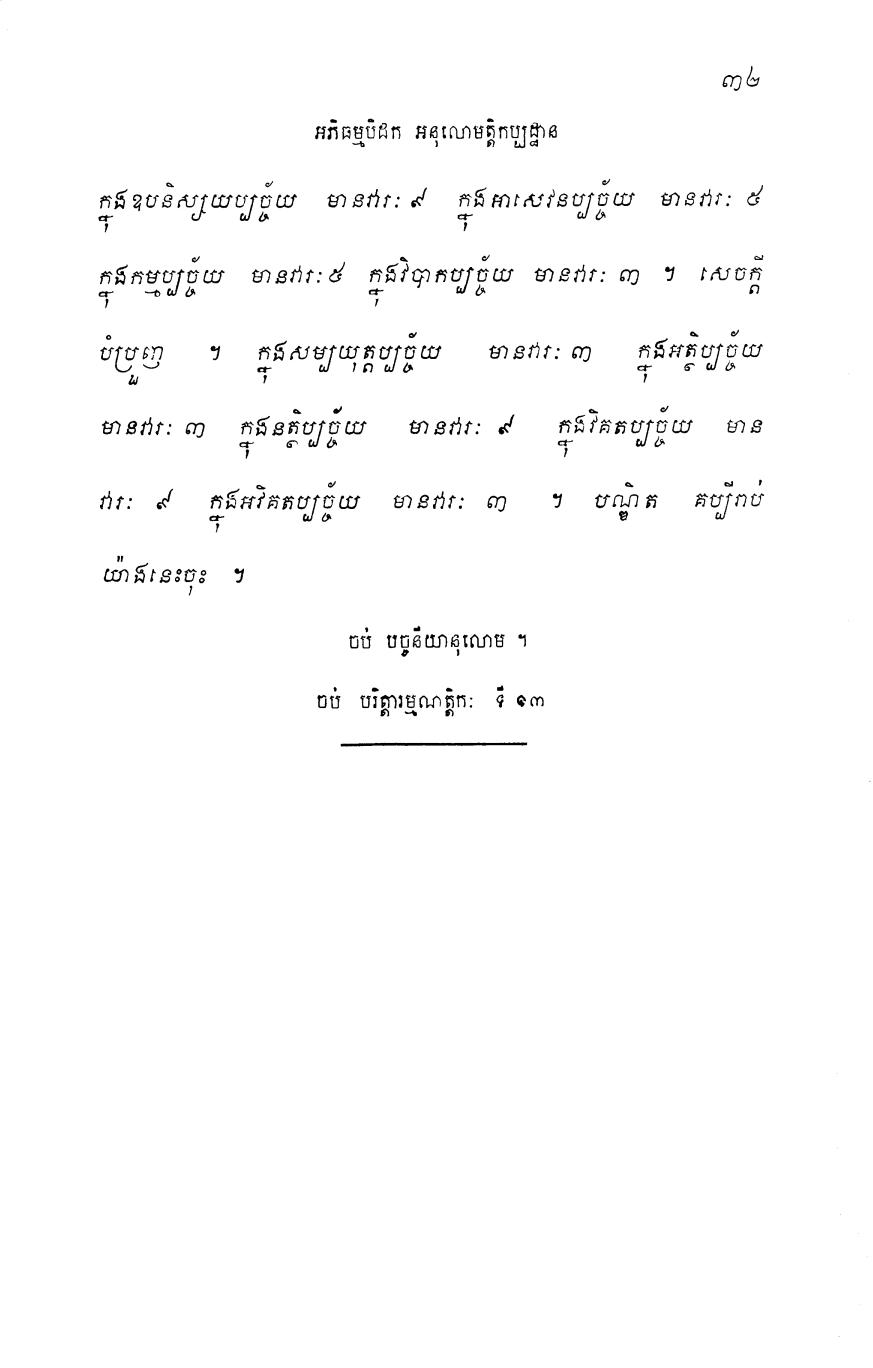 ៣២
អភិធម្មបិដក អនុលោមត្តិកប្បដ្ឋាន
ក្នុងឧបនិស្សយប្បច្ច័យ មានវារៈ ៩ ក្នុងអាសេវនប្បច្ច័យ មានវារៈ ៥
ក្នុងកម្មប្បច្ច័យ មានវារៈ ៥ ក្នុងវិបាកប្បច្ច័យ មានវារៈ ៣ ។ សេចក្តី
បំប្រួញ ។ ក្នុងសម្បយុត្តប្បច្ច័យ មានវារៈ ៣ ក្នុងអត្ថិប្បច្ច័យ
មានវារៈ ៣ ក្នុងនត្ថិប្បច្ច័យ មានវារៈ ៩ ក្នុងវិគតប្បច្ច័យ មាន
វារៈ ៩ ក្នុងអវិគតប្បច្ច័យ មានវារៈ ៣ ។ បណ្ឌិត គប្បីរាប់
យ៉ាងនេះចុះ ។
ចប់ បច្ចនីយានុលោម ។
ចប់ បរិត្តារម្មណត្តិកៈ ទី ១៣